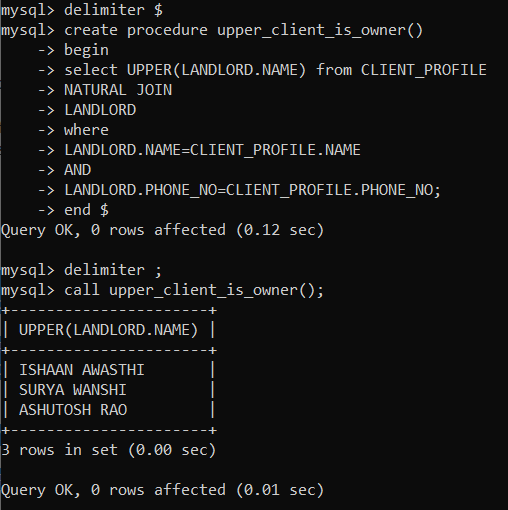 mysql> delimiter $
mysql> create procedure upper_client_is_owner()
    -> begin
    -> select UPPER(LANDLORD.NAME) from CLIENT_PROFILE
    -> NATURAL JOIN
    -> LANDLORD
    -> where
    -> LANDLORD.NAME=CLIENT_PROFILE.NAME
    -> AND
    -> LANDLORD.PHONE_NO=CLIENT_PROFILE.PHONE_NO;
    -> end $
Query OK, 0 rows affected (0.12 sec)

mysql> delimiter ;
mysql> call upper_client_is_owner();
+----------------------+
| UPPER(LANDLORD.NAME) |
+----------------------+
| ISHAAN AWASTHI       |
| SURYA WANSHI         |
| ASHUTOSH RAO         |
+----------------------+
3 rows in set (0.00 sec)

Query OK, 0 rows affected (0.01 sec)